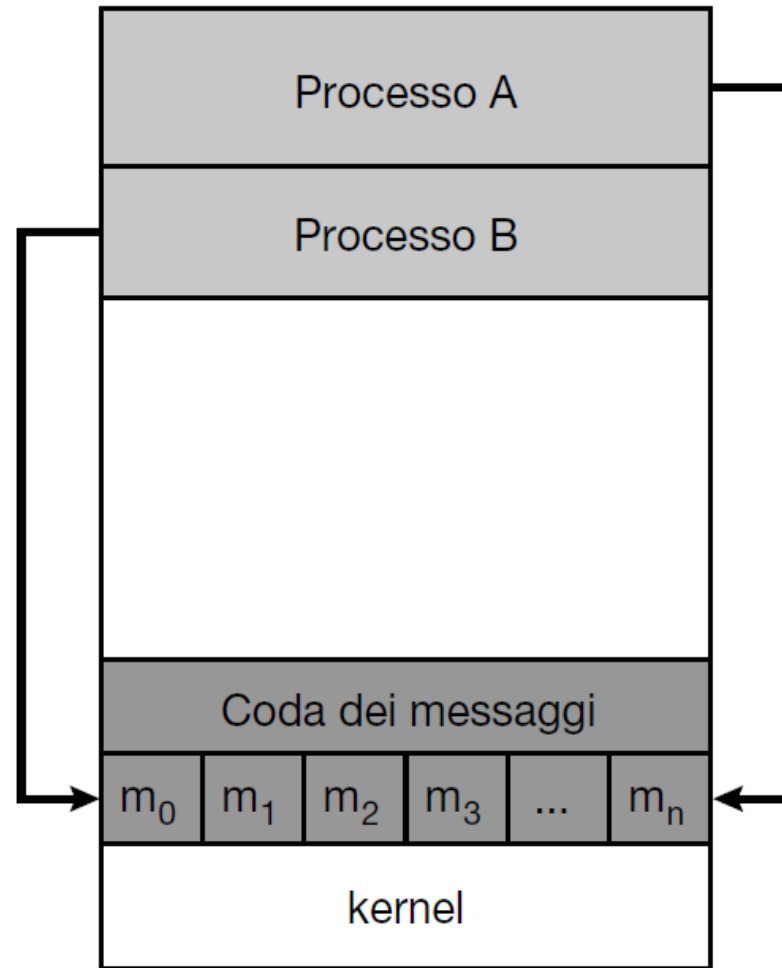 Processo A
Processo B
Coda dei messaggi
m₀ m₁ m₂ m₃ ... mₙ
kernel